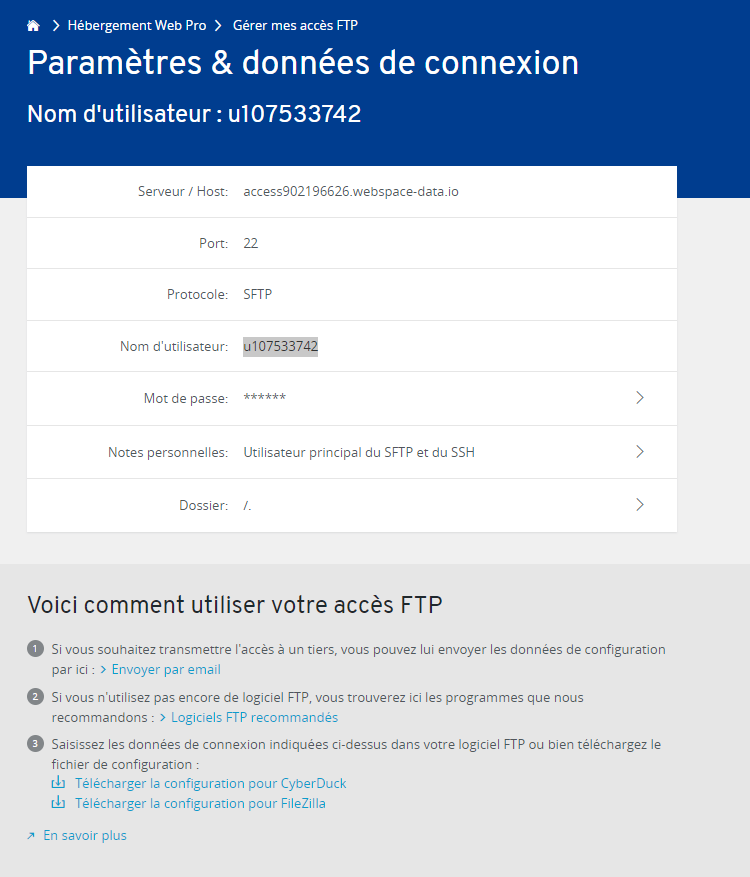 Hébergement Web Pro
Gérer mes accès FTP
Paramètres & données de connexion
Nom d'utilisateur : u107533742
Serveur / Host: access902196626.webspace-data.io
Port: 22
Protocole: SFTP
Nom d'utilisateur: u107533742
Mot de passe: ******
Notes personnelles: Utilisateur principal du SFTP et du SSH
Dossier: /.
Voici comment utiliser votre accès FTP
1 Si vous souhaitez transmettre l'accès à un tiers, vous pouvez lui envoyer les données de configuration
par ici : > Envoyer par email
2 Si vous n'utilisez pas encore de logiciel FTP, vous trouverez ici les programmes que nous
recommandons : > Logiciels FTP recommandés
3 Saisissez les données de connexion indiquées ci-dessus dans votre logiciel FTP ou bien téléchargez le
fichier de configuration :
Télécharger la configuration pour CyberDuck
Télécharger la configuration pour FileZilla
En savoir plus